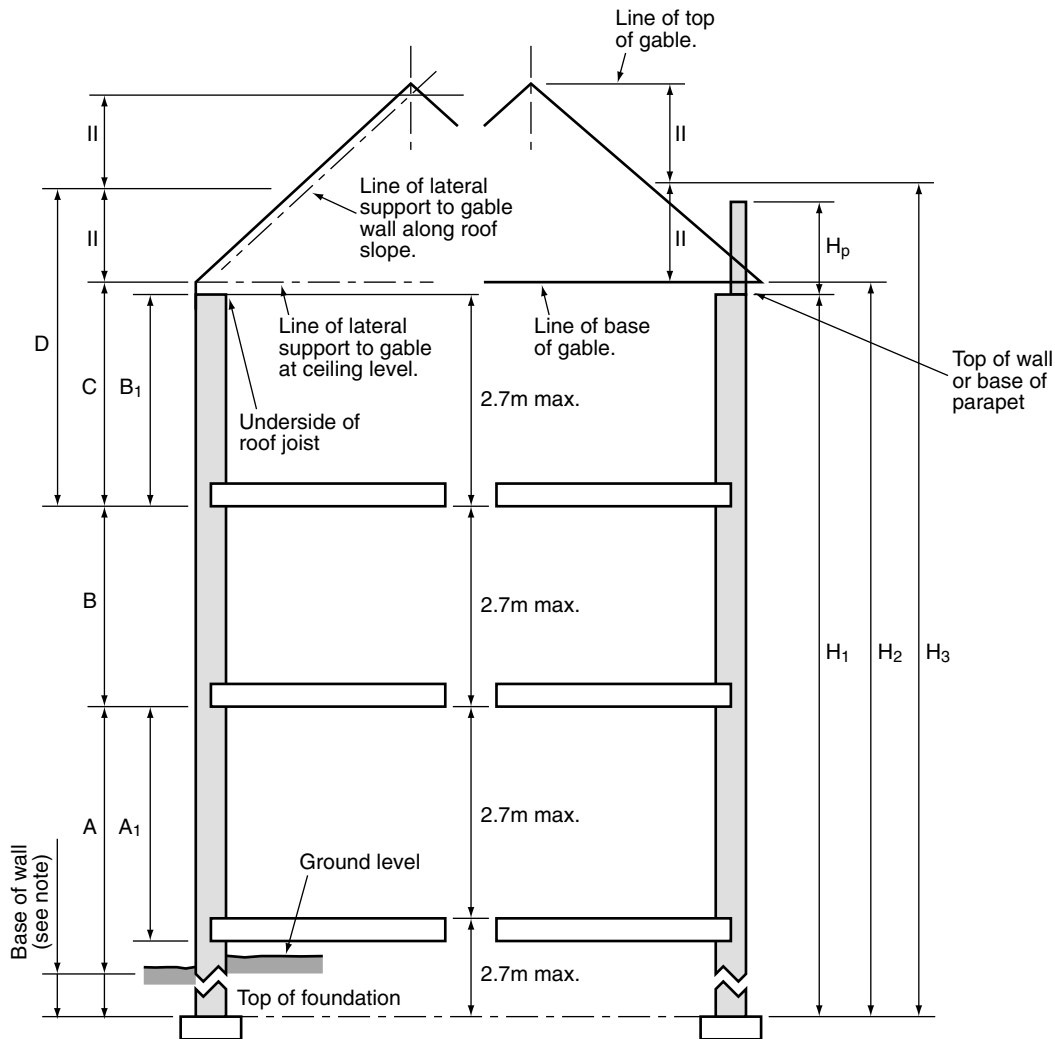 Line of top
of gable.
II
II
Line of lateral
support to gable
wall along roof
slope.
II
II
Hp
D
C
B1
Line of lateral
support to gable
at ceiling level.
Line of base
of gable.
Underside of
roof joist
2.7m max.
Top of wall
or base of
parapet
B
2.7m max.
H1
H2
H3
A
A1
2.7m max.
Base of wall
(see note)
Ground level
2.7m max.
Top of foundation